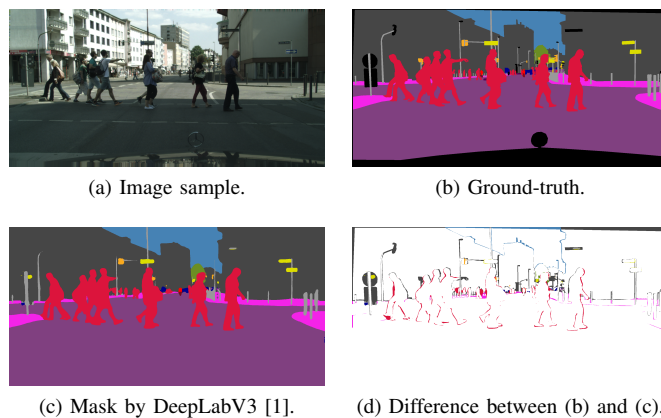 (a) Image sample.
(b) Ground-truth.
(c) Mask by DeepLabV3 [1].
(d) Difference between (b) and (c).